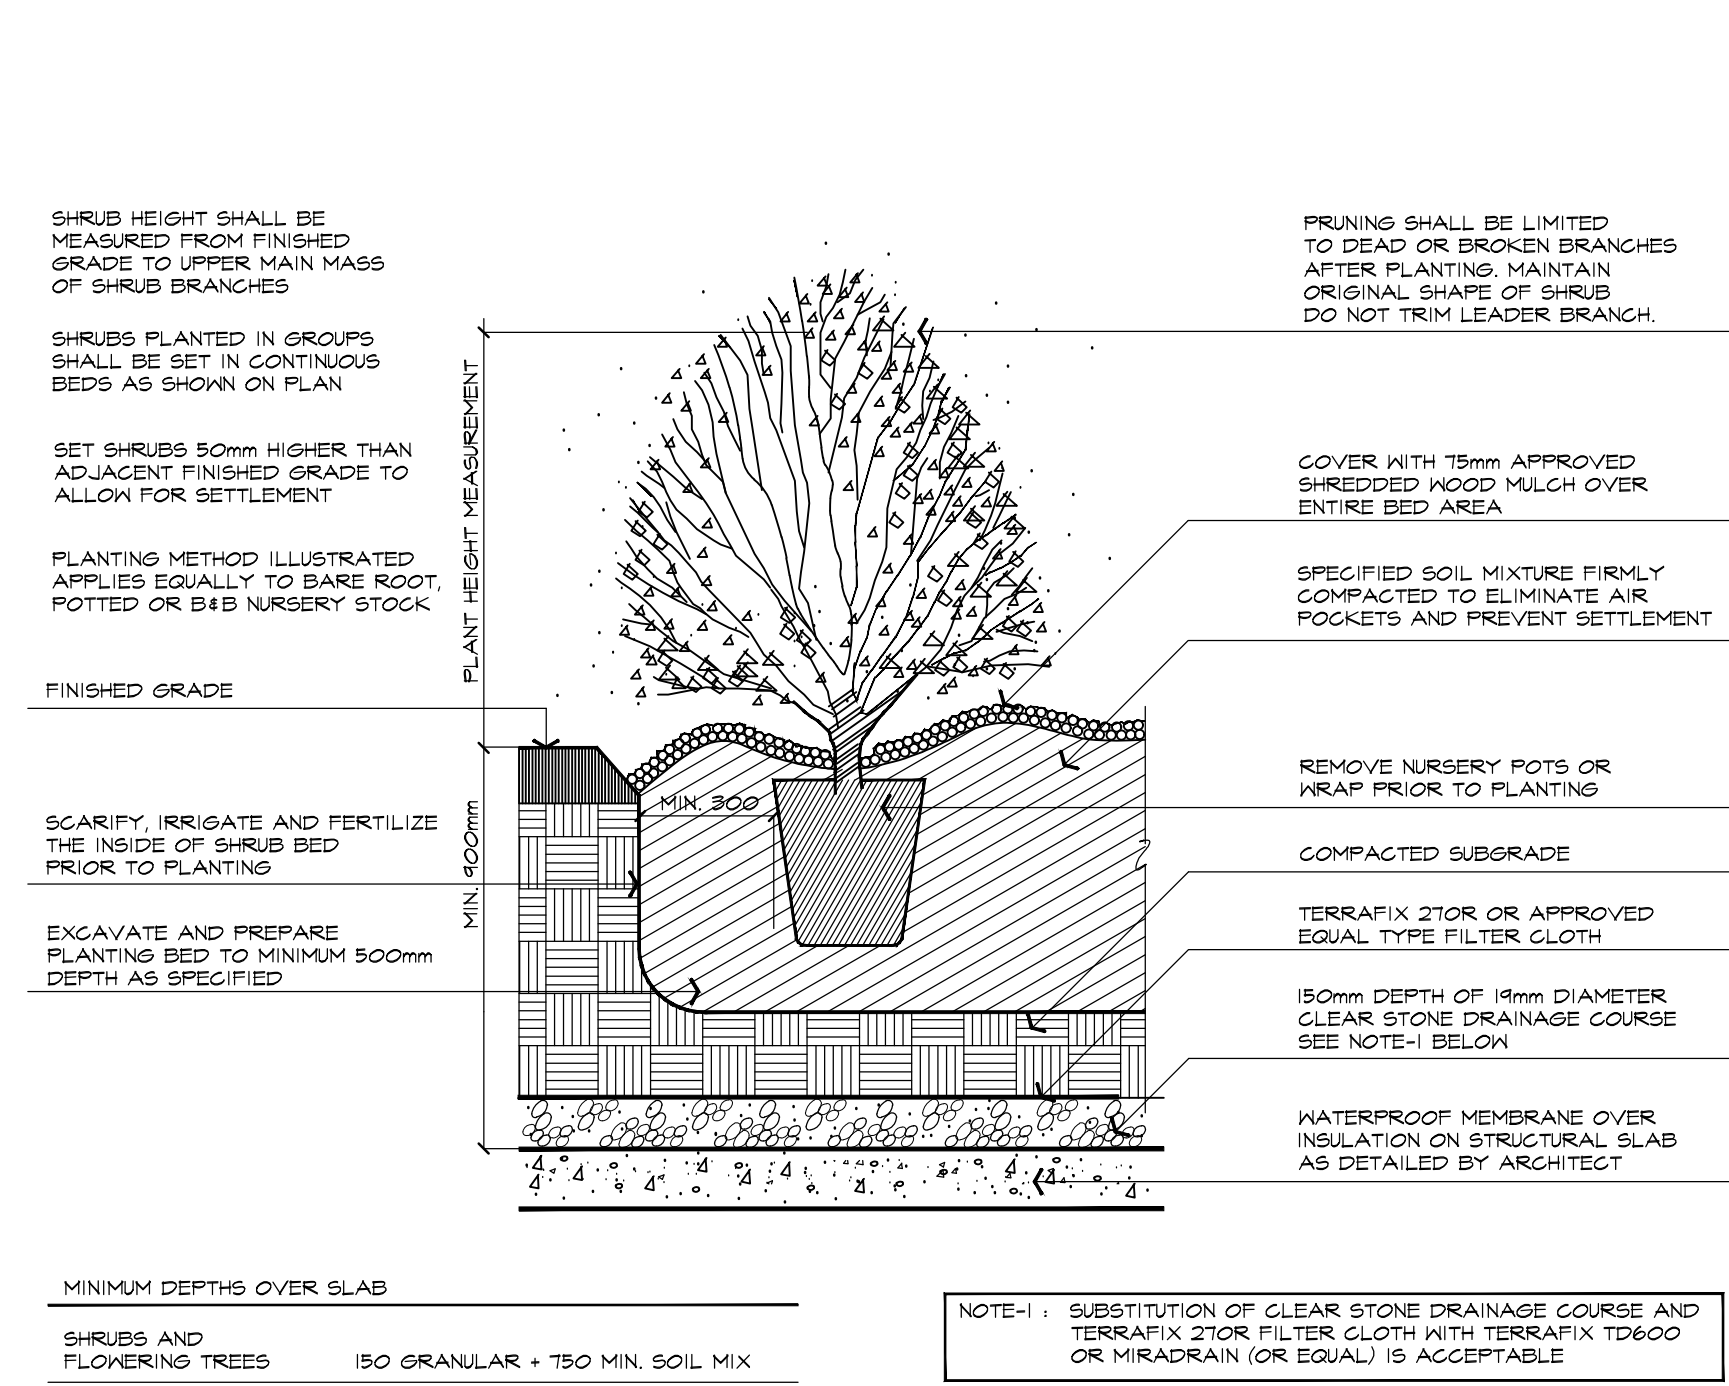 SHRUB HEIGHT SHALL BE
MEASURED FROM FINISHED
GRADE TO UPPER MAIN MASS
OF SHRUB BRANCHES
SHRUBS PLANTED IN GROUPS
SHALL BE SET IN CONTINUOUS
BEDS AS SHOWN ON PLAN
SET SHRUBS 50mm HIGHER THAN
ADJACENT FINISHED GRADE TO
ALLOW FOR SETTLEMENT
PLANTING METHOD ILLUSTRATED
APPLIES EQUALLY TO BARE ROOT,
POTTED OR B&B NURSERY STOCK
FINISHED GRADE
SCARIFY, IRRIGATE AND FERTILIZE
THE INSIDE OF SHRUB BED
PRIOR TO PLANTING
EXCAVATE AND PREPARE
PLANTING BED TO MINIMUM 500mm
DEPTH AS SPECIFIED
PLANT HEIGHT MEASUREMENT
MIN. 900mm
MIN. 300
PRUNING SHALL BE LIMITED
TO DEAD OR BROKEN BRANCHES
AFTER PLANTING. MAINTAIN
ORIGINAL SHAPE OF SHRUB
DO NOT TRIM LEADER BRANCH.
COVER WITH 75mm APPROVED
SHREDDED WOOD MULCH OVER
ENTIRE BED AREA
SPECIFIED SOIL MIXTURE FIRMLY
COMPACTED TO ELIMINATE AIR
POCKETS AND PREVENT SETTLEMENT
REMOVE NURSERY POTS OR
WRAP PRIOR TO PLANTING
COMPACTED SUBGRADE
TERRAFIX 270R OR APPROVED
EQUAL TYPE FILTER CLOTH
150mm DEPTH OF 19mm DIAMETER
CLEAR STONE DRAINAGE COURSE
SEE NOTE-1 BELOW
WATERPROOF MEMBRANE OVER
INSULATION ON STRUCTURAL SLAB
AS DETAILED BY ARCHITECT
MINIMUM DEPTHS OVER SLAB
SHRUBS AND
FLOWERING TREES 150 GRANULAR + 750 MIN. SOIL MIX
NOTE-1 : SUBSTITUTION OF CLEAR STONE DRAINAGE COURSE AND
TERRAFIX 270R FILTER CLOTH WITH TERRAFIX TD600
OR MIRADRAIN (OR EQUAL) IS ACCEPTABLE